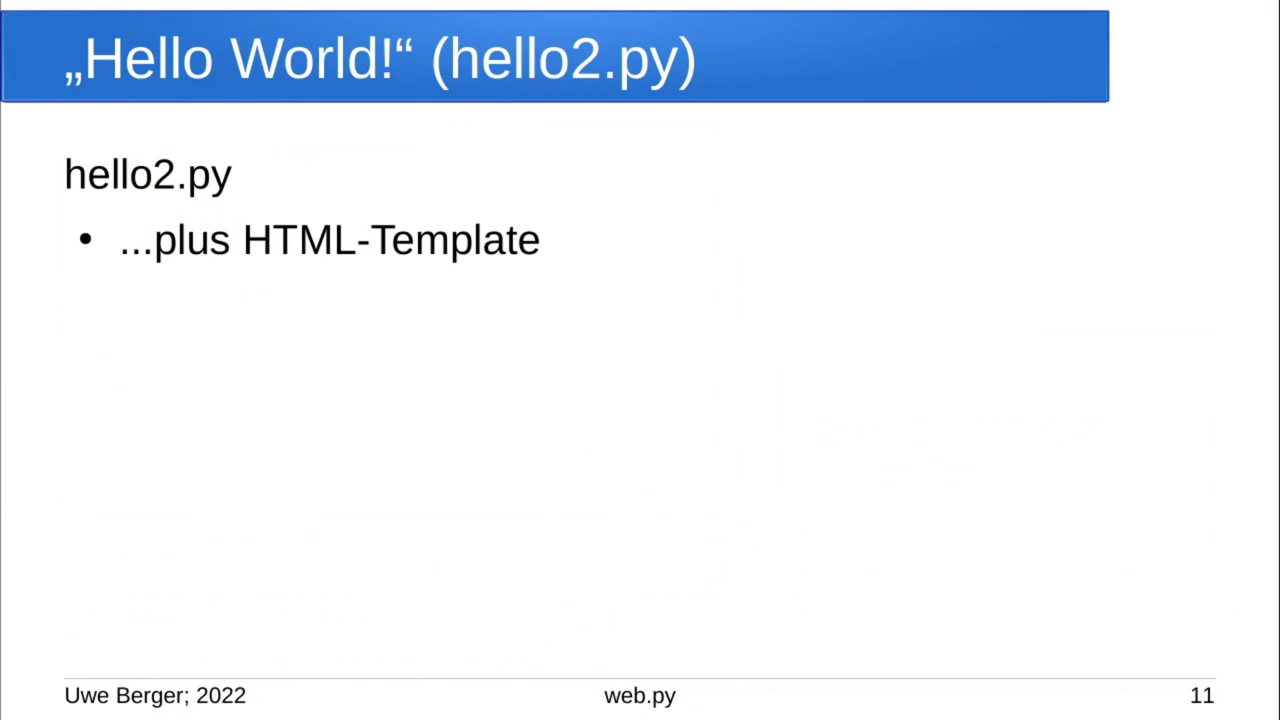 „Hello World!“ (hello2.py)
hello2.py
• ...plus HTML-Template
Uwe Berger; 2022
web.py
11